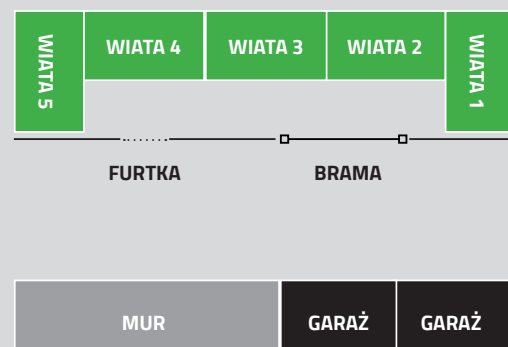 WIATA 5
WIATA 4
WIATA 3
WIATA 2
WIATA 1
FURTKA
BRAMA
MUR
GARAŻ
GARAŻ